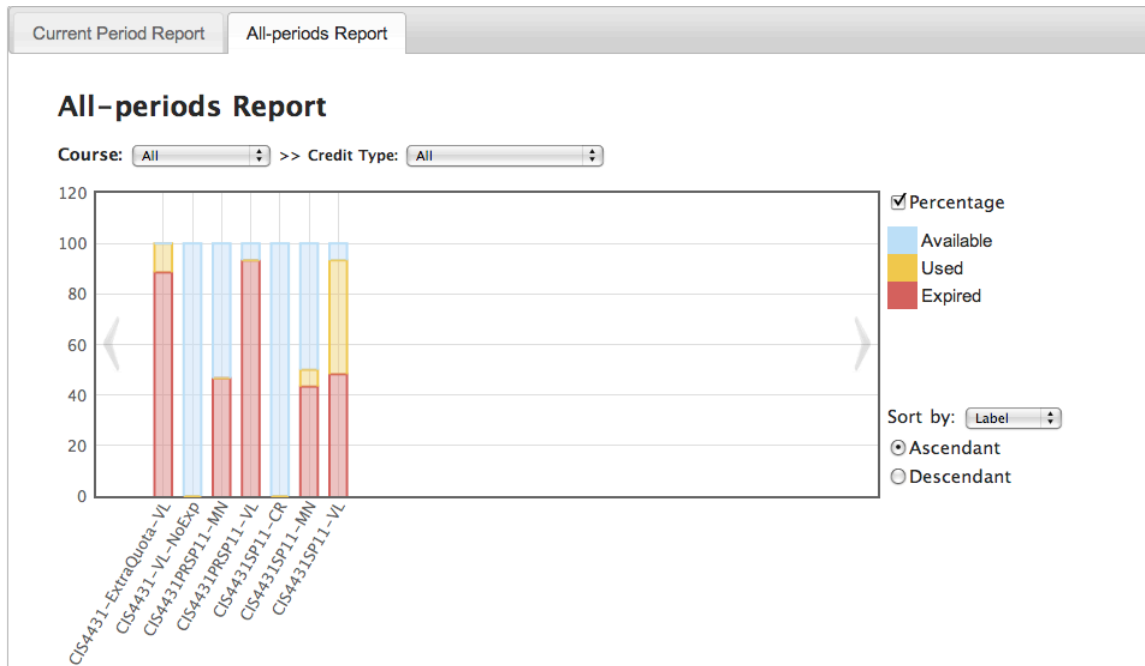 Current Period Report
All-periods Report
All-periods Report
Course: All >> Credit Type: All
120
100
80
60
40
20
0
Percentage
Available
Used
Expired
Sort by: Label
Ascendant
Descendant
CIS4431-ExtraQuota-VL
CIS4431-VL-NoExp
CIS4431PRSP11-MN
CIS4431PRSP11-VL
CIS4431SP11-CR
CIS4431SP11-MN
CIS4431SP11-VL